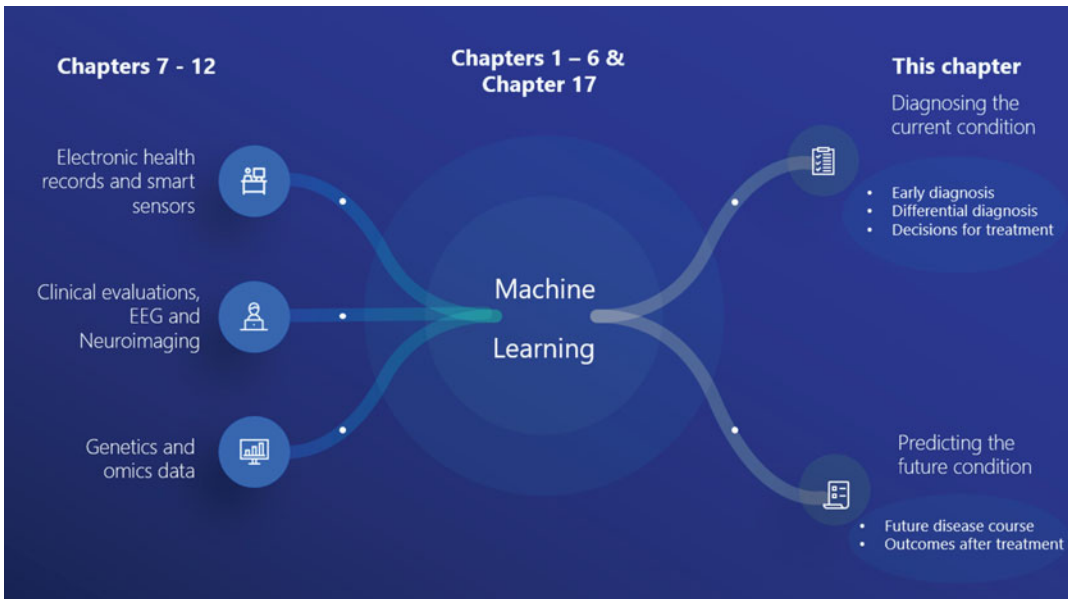 Chapters 7 - 12
Electronic health
records and smart
sensors
Clinical evaluations,
EEG and
Neuroimaging
Genetics and
omics data
Chapters 1 – 6 &
Chapter 17
Machine
Learning
This chapter
Diagnosing the
current condition
• Early diagnosis
• Differential diagnosis
• Decisions for treatment
Predicting the
future condition
• Future disease course
• Outcomes after treatment